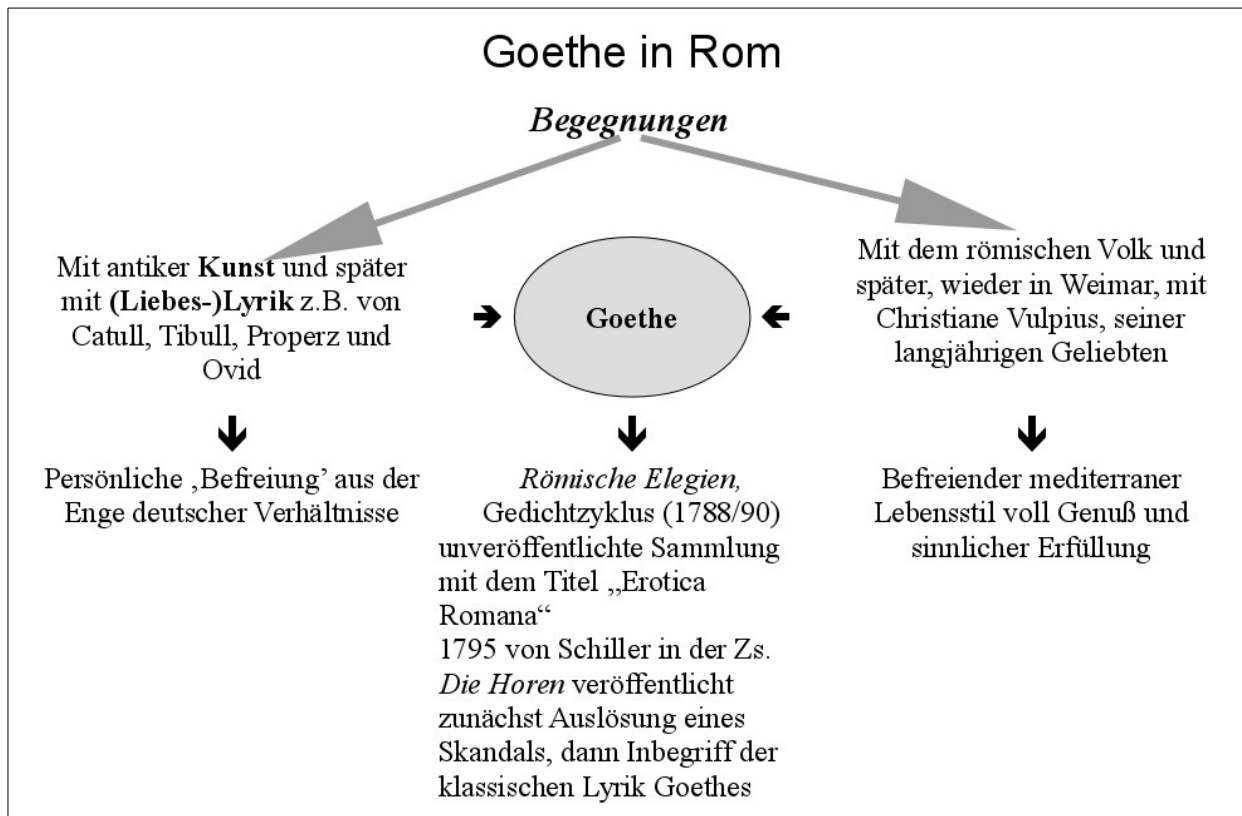 Goethe in Rom
Begegnungen
Mit antiker Kunst und später
mit (Liebes-)Lyrik z.B. von
Catull, Tibull, Properz und
Ovid
Goethe
Mit dem römischen Volk und
später, wieder in Weimar, mit
Christiane Vulpius, seiner
langjährigen Geliebten
Persönliche ‚Befreiung’ aus der
Enge deutscher Verhältnisse
Römische Elegien,
Gedichtzyklus (1788/90)
unveröffentlichte Sammlung
mit dem Titel „Erotica
Romana“
1795 von Schiller in der Zs.
Die Horen veröffentlicht
zunächst Auslösung eines
Skandals, dann Inbegriff der
klassischen Lyrik Goethes
Befreiender mediterraner
Lebensstil voll Genuß und
sinnlicher Erfüllung